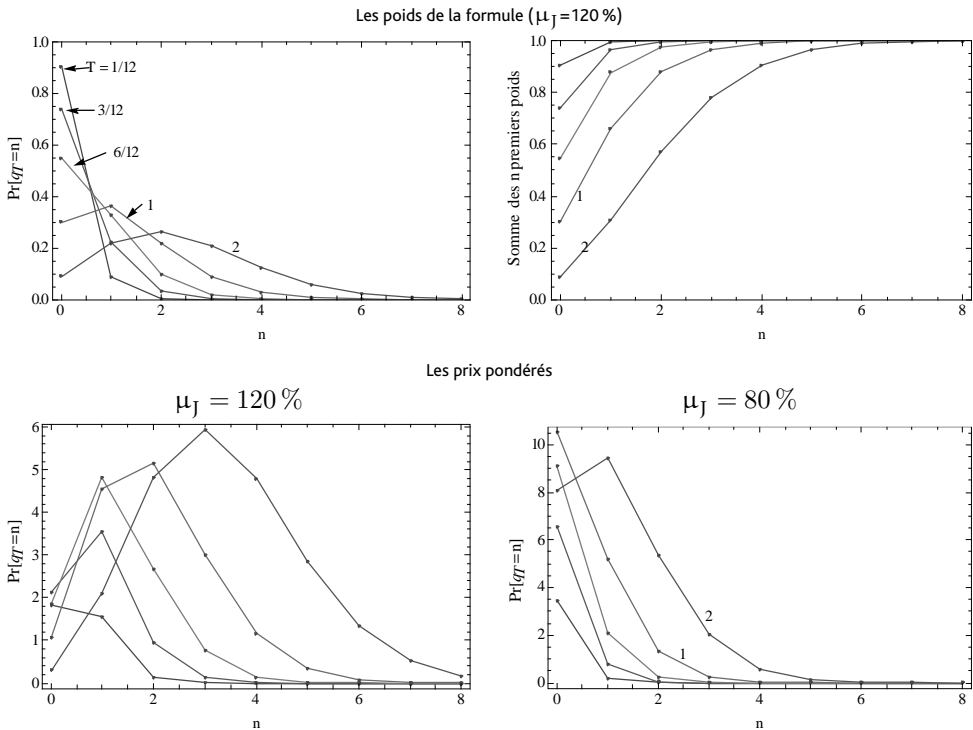 Les poids de la formule (μJ=120 %)
1.0
0.8
0.6
0.4
0.2
0.0
Pr[qT=n]
T = 1/12
3/12
6/12
1
2
0 2 4 6 8
n
1.0
0.8
0.6
0.4
0.2
0.0
Somme des n premiers poids
1
2
0 2 4 6 8
n
Les prix pondérés
μJ = 120 %
6
5
4
3
2
1
0
Pr[qT=n]
0 2 4 6 8
n
μJ = 80 %
10
8
6
4
2
0
Pr[qT=n]
2
1
0 2 4 6 8
n